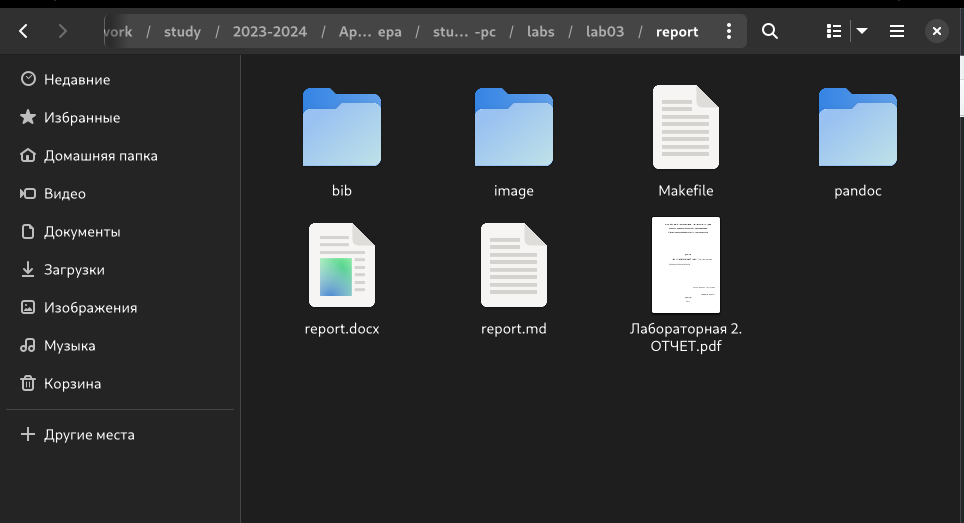 work / study / 2023-2024 / Ар… ера / stu… -pc / labs / lab03 / report
Недавние
Избранные
Домашняя папка
Видео
Документы
Загрузки
Изображения
Музыка
Корзина
Другие места
bib
image
Makefile
pandoc
report.docx
report.md
Лабораторная 2.
ОТЧЕТ.pdf